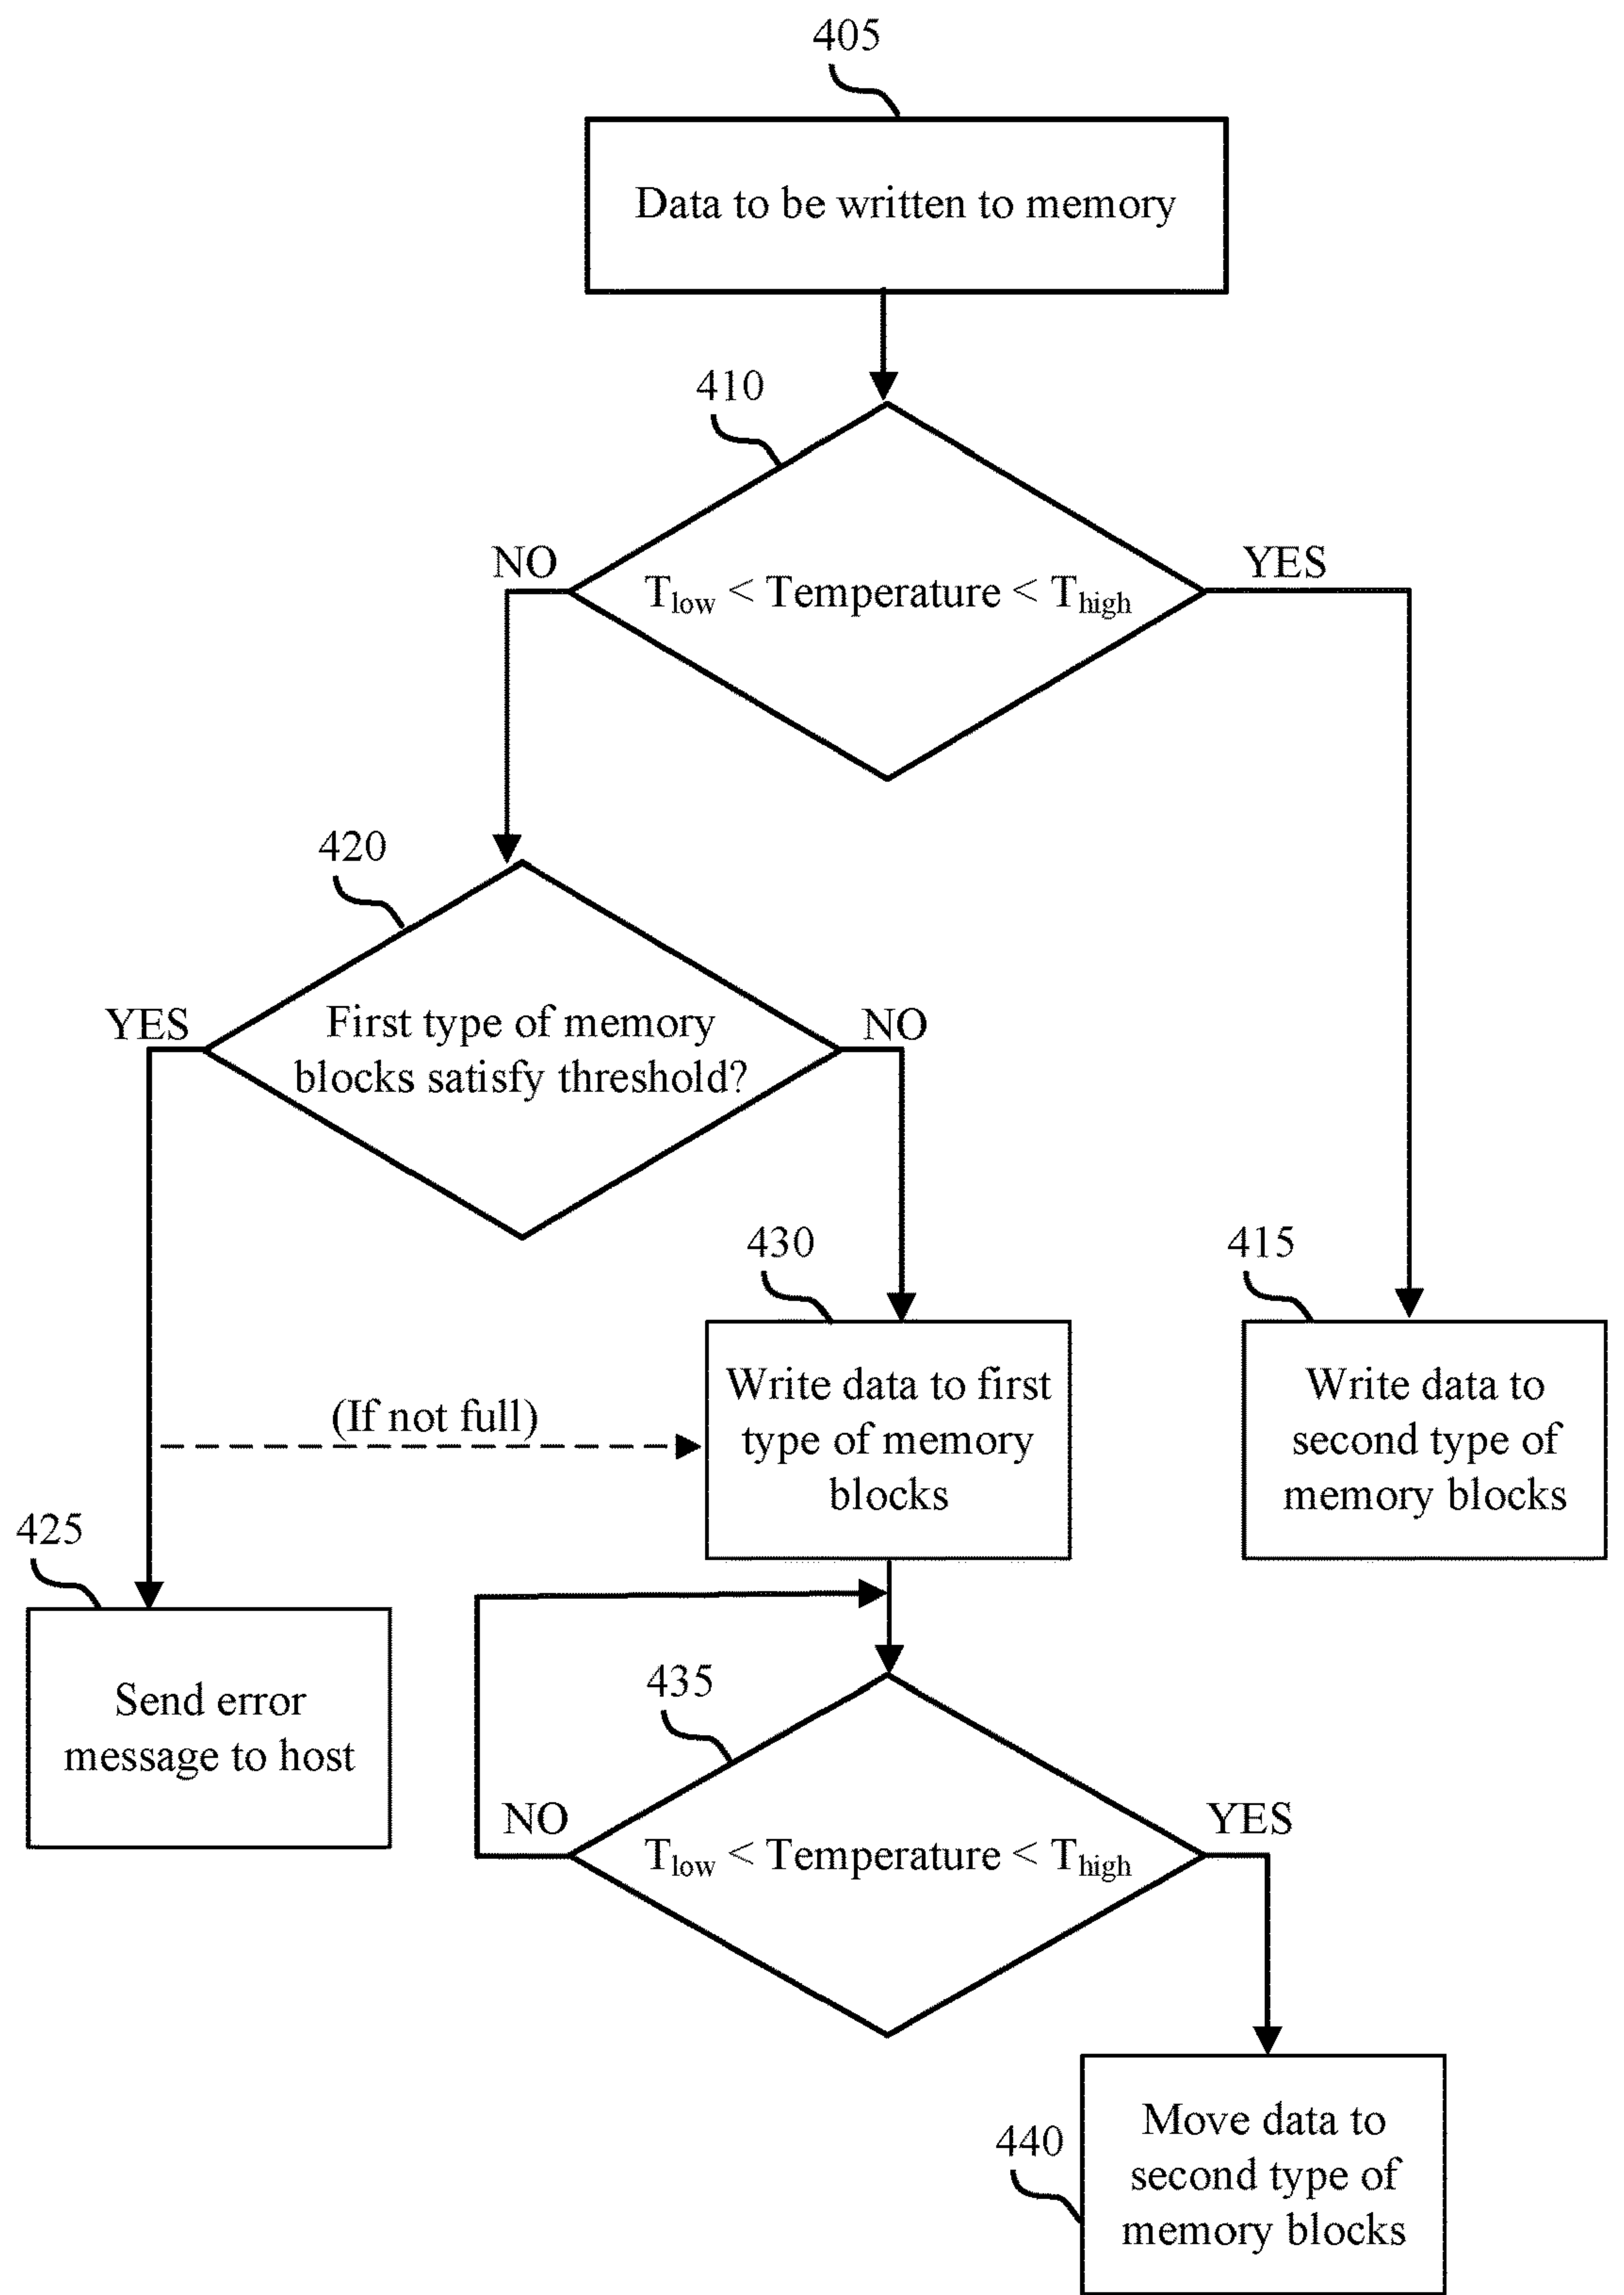 405
Data to be written to memory
410
NO
YES
Tlow < Temperature < Thigh
420
YES
NO
First type of memory
blocks satisfy threshold?
430
415
Write data to first
type of memory
blocks
Write data to
second type of
memory blocks
(If not full)
425
Send error
message to host
435
NO
YES
Tlow < Temperature < Thigh
440
Move data to
second type of
memory blocks